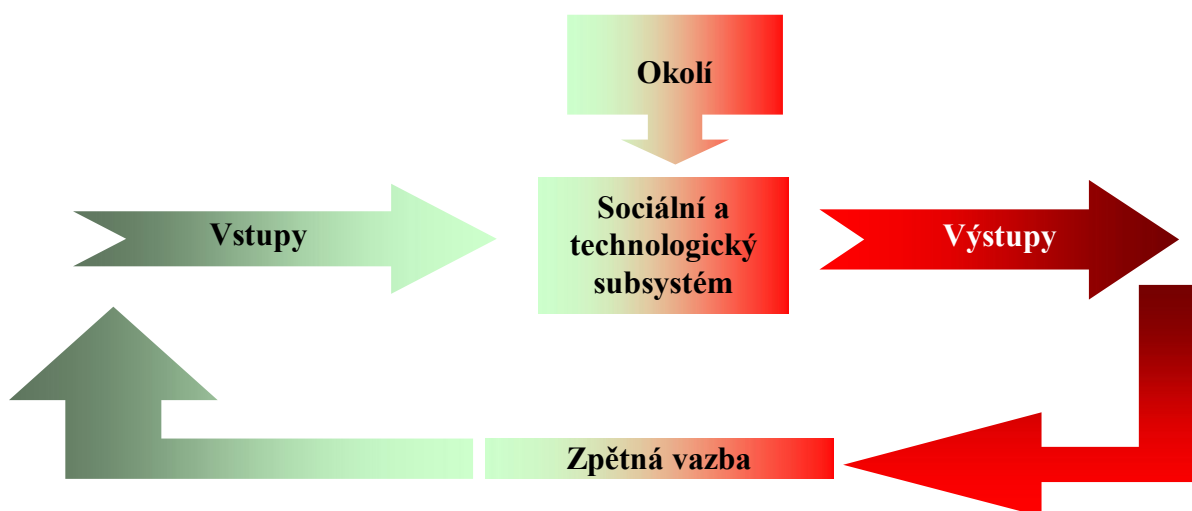 Okolí
Vstupy
Sociální a
technologický
subsystém
Výstupy
Zpětná vazba